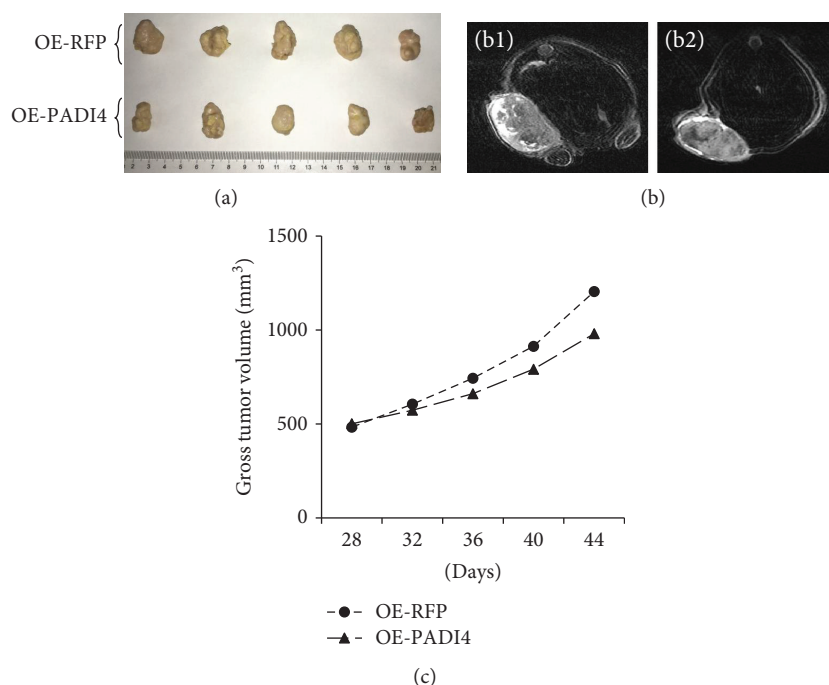 OE-RFP
OE-PADI4
2 3 4 5 6 7 8 9 10 11 12 13 14 15 16 17 18 19 20 21
(a)
(b1)
(b2)
(b)
Gross tumor volume (mm³)
1500
1000
500
0
28 32 36 40 44
(Days)
OE-RFP
OE-PADI4
(c)